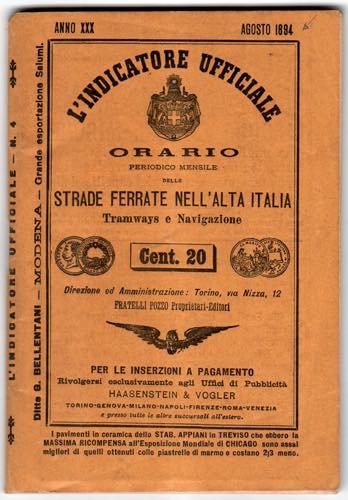 ANNO XXX
AGOSTO 1894
L'INDICATORE UFFICIALE
ORARIO
PERIODICO MENSILE
DELLE
STRADE FERRATE NELL'ALTA ITALIA
Tramways e Navigazione
Cent. 20
Direzione ed Amministrazione: Torino, via Nizza, 12
FRATELLI POZZO Proprietari-Editori
PER LE INSERZIONI A PAGAMENTO
Rivolgersi esclusivamente agli Uffici di Pubblicità
HAASENSTEIN & VOGLER
TORINO-GENOVA-MILANO-NAPOLI-FIRENZE-ROMA-VENEZIA
e presso tutte le altre succursali all'estero.
I pavimenti in ceramica dello STAB. APPIANI in TREVISO che ebbero la
MASSIMA RICOMPENSA all'Esposizione Mondiale di CHICAGO sono assai
migliori di quelli ottenuti colle piastrelle di marmo e costano 2/3 meno.
L'INDICATORE UFFICIALE — N. 4
Ditta G. BELLENTANI — MODENA — Grande esportazione Salumi.